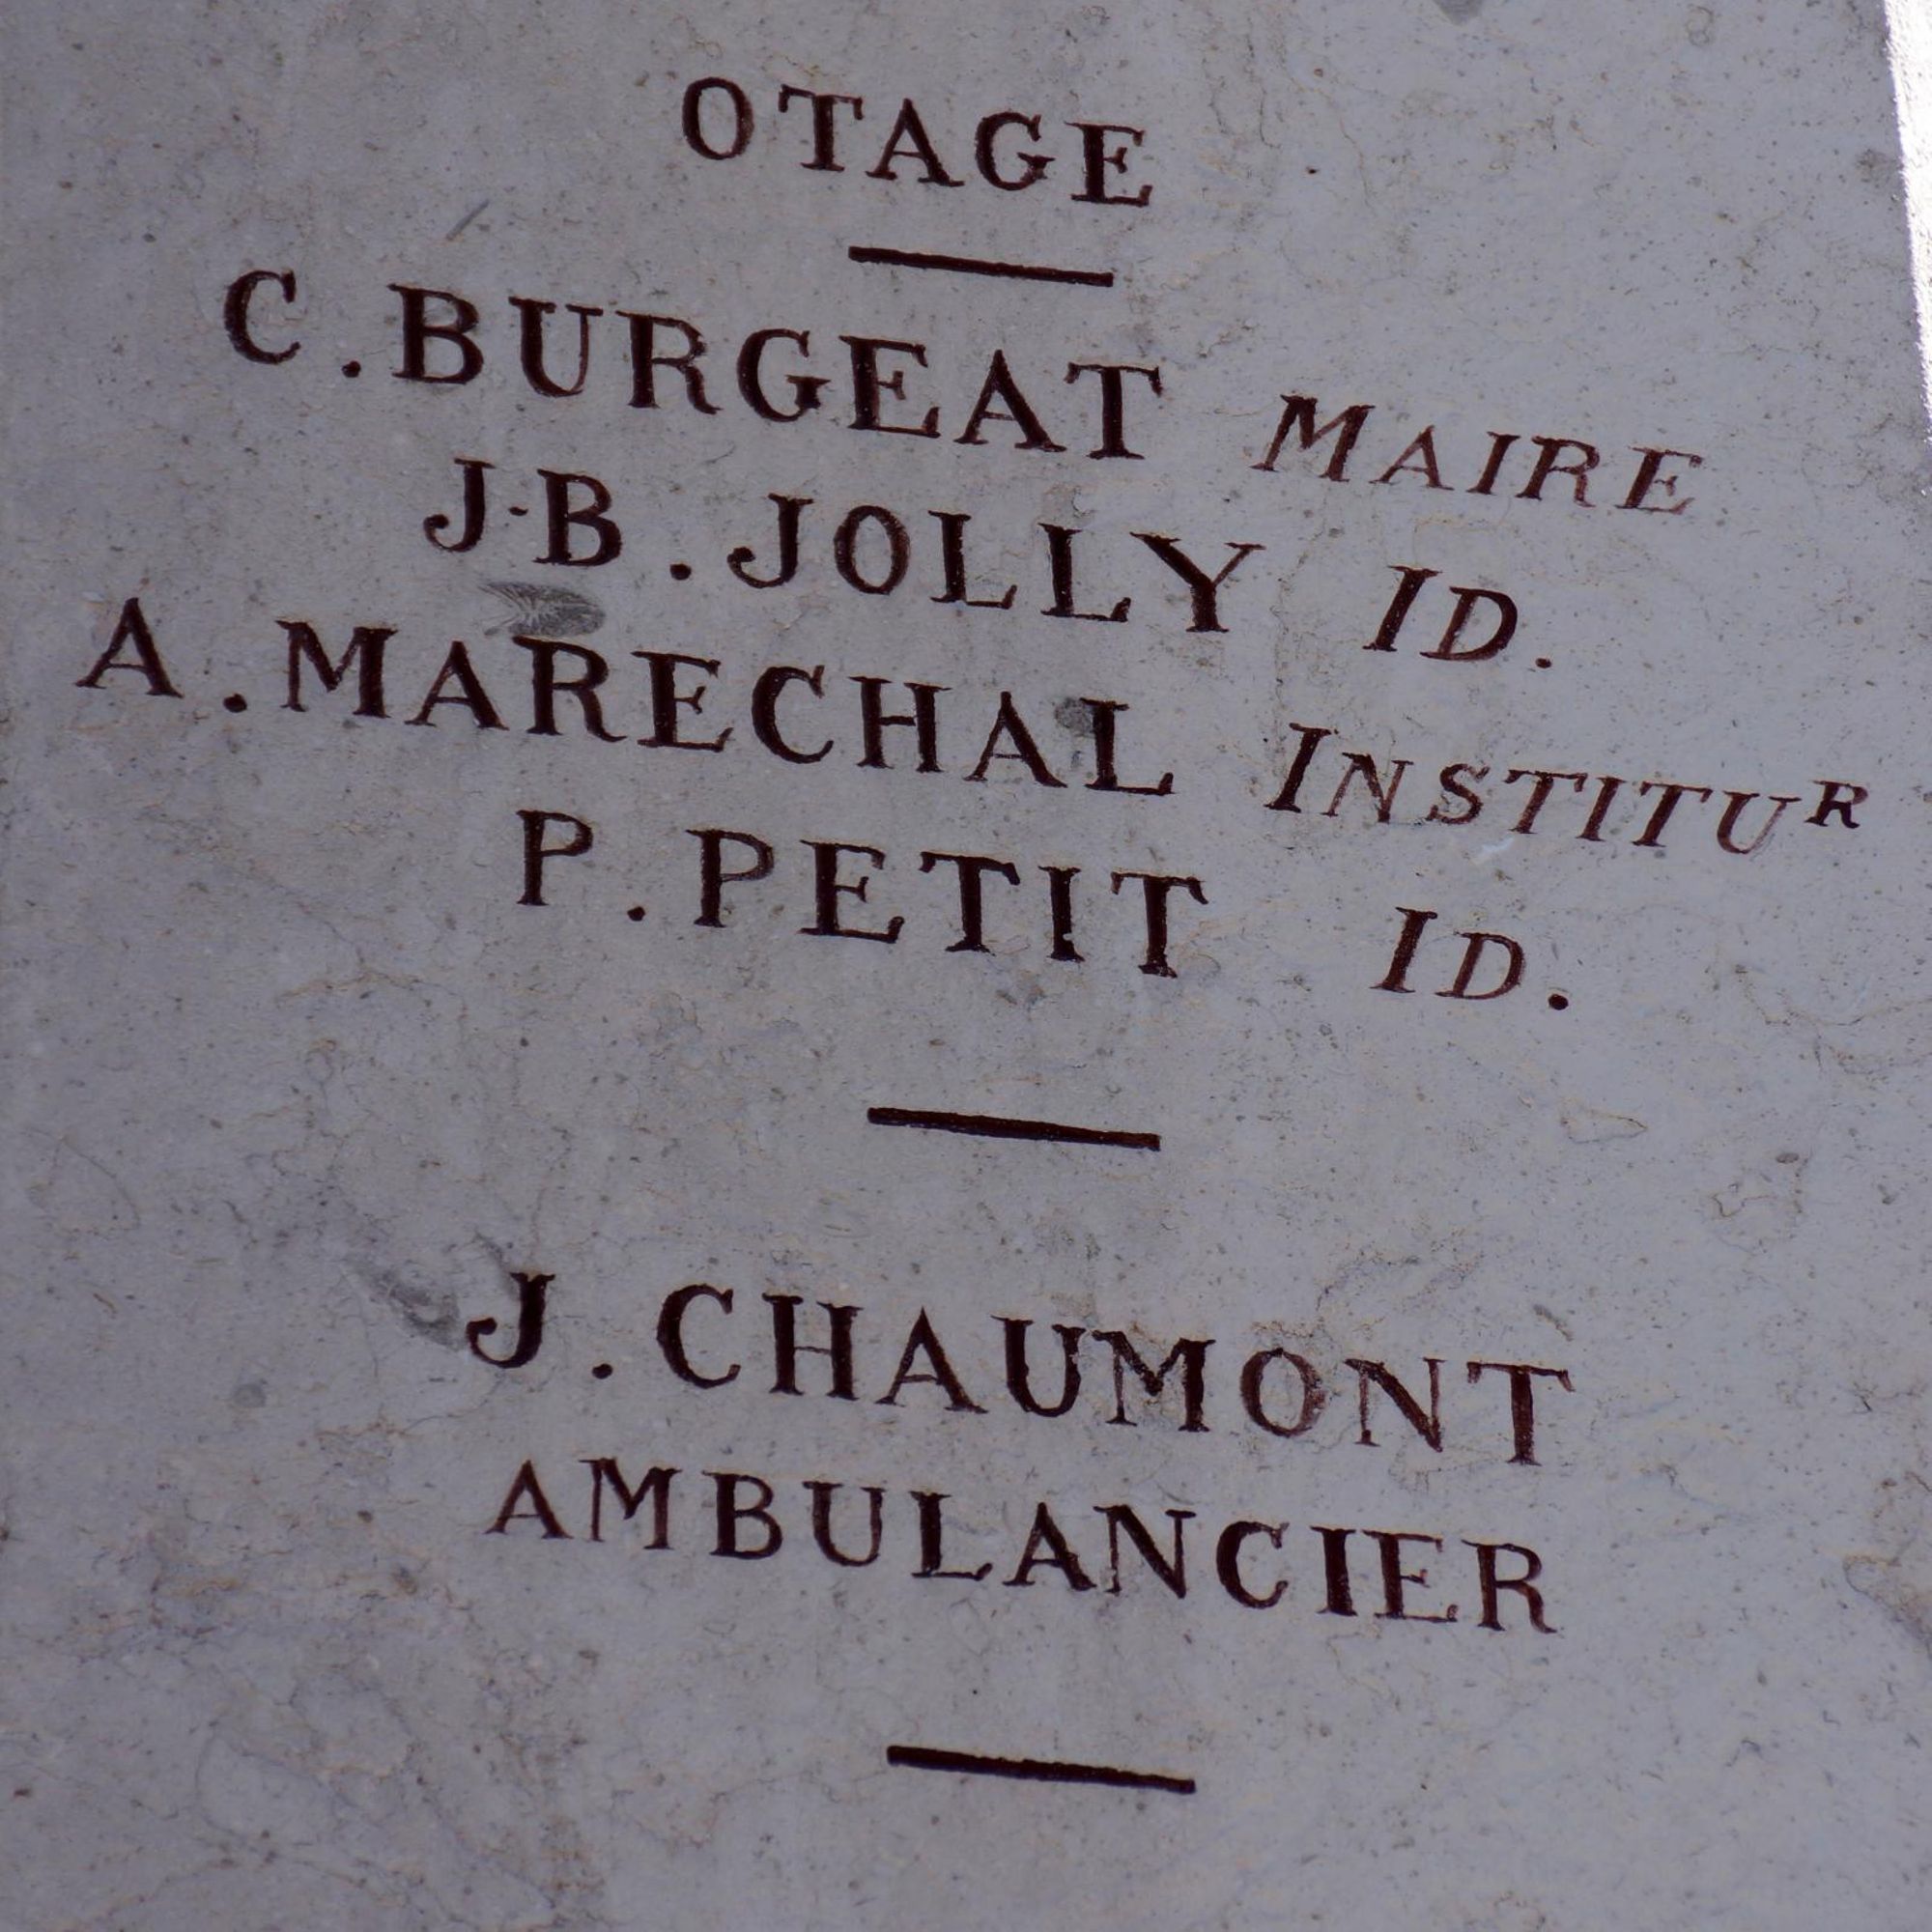 OTAGE
C. BURGEAT MAIRE
J-B. JOLLY ID.
A. MARECHAL INSTITUR
P. PETIT ID.
J. CHAUMONT
AMBULANCIER